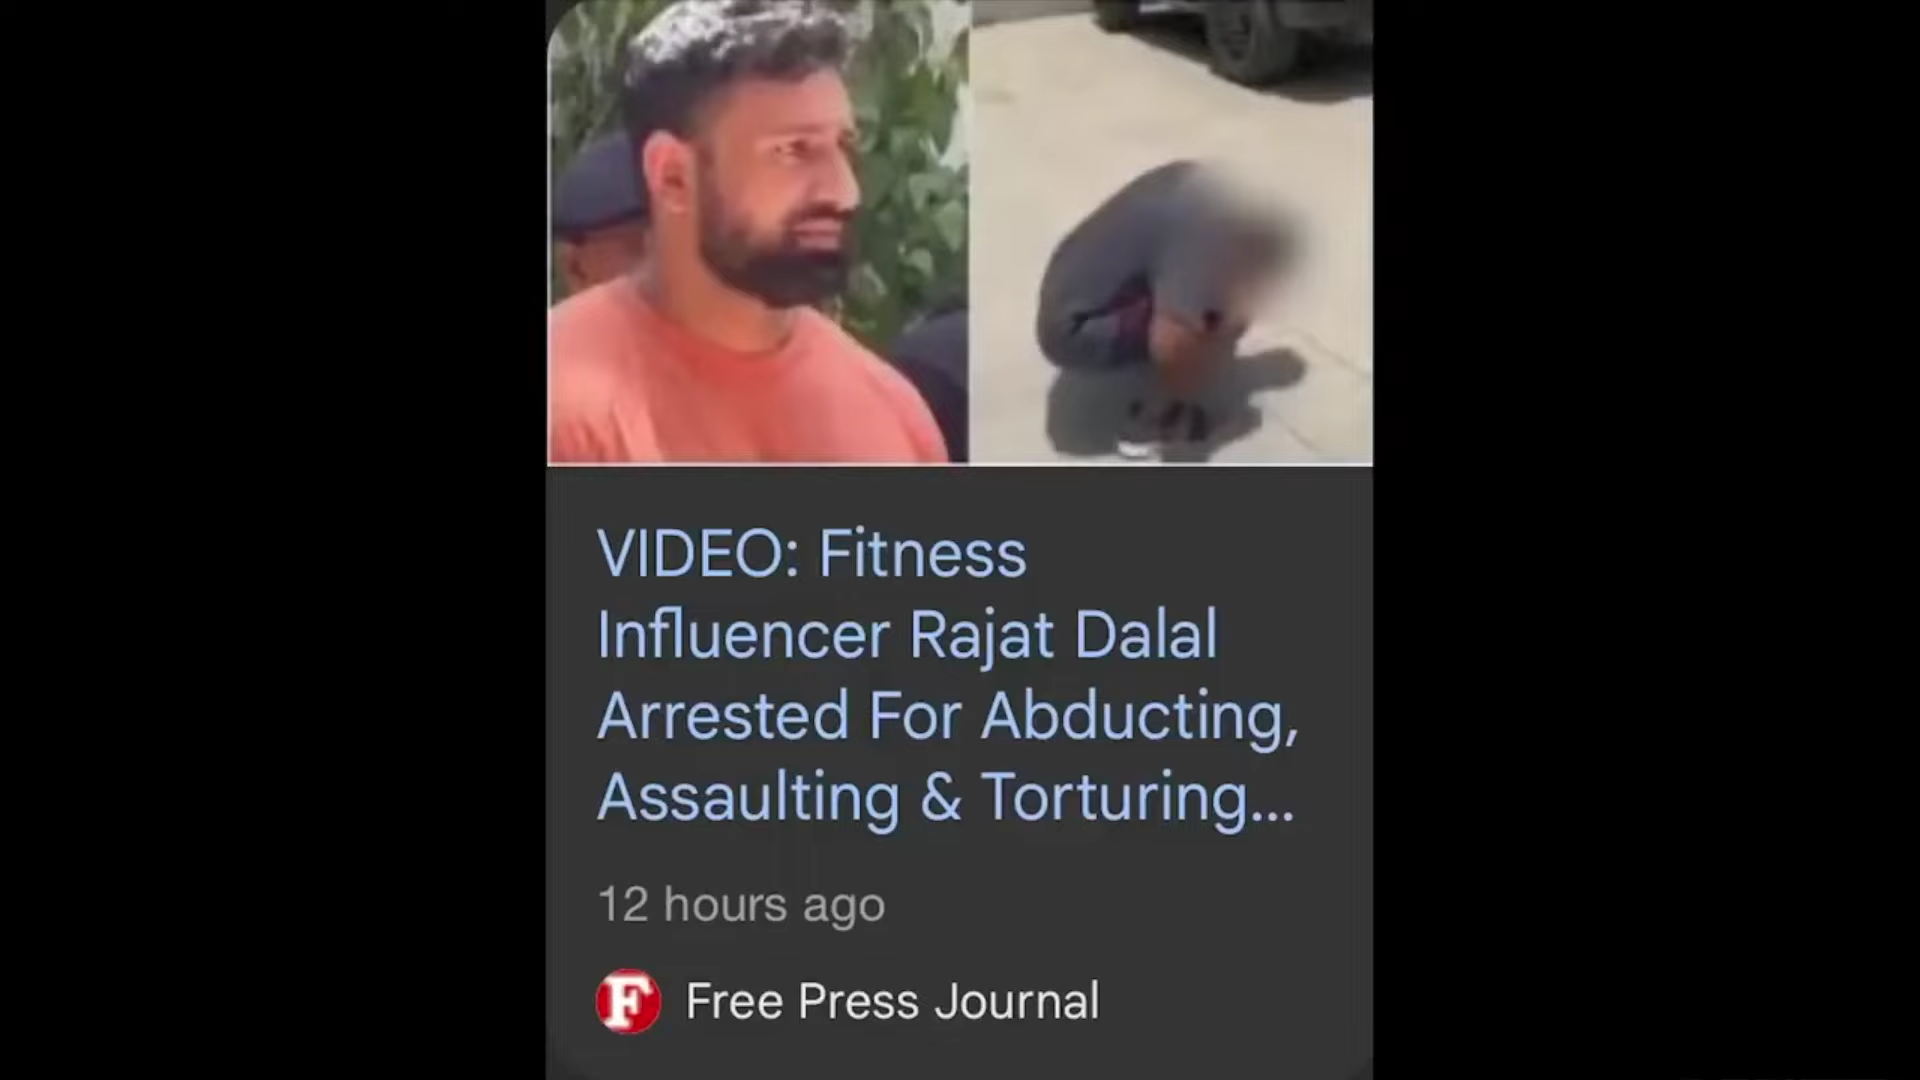 VIDEO: Fitness
Influencer Rajat Dalal
Arrested For Abducting,
Assaulting & Torturing...
12 hours ago
F Free Press Journal